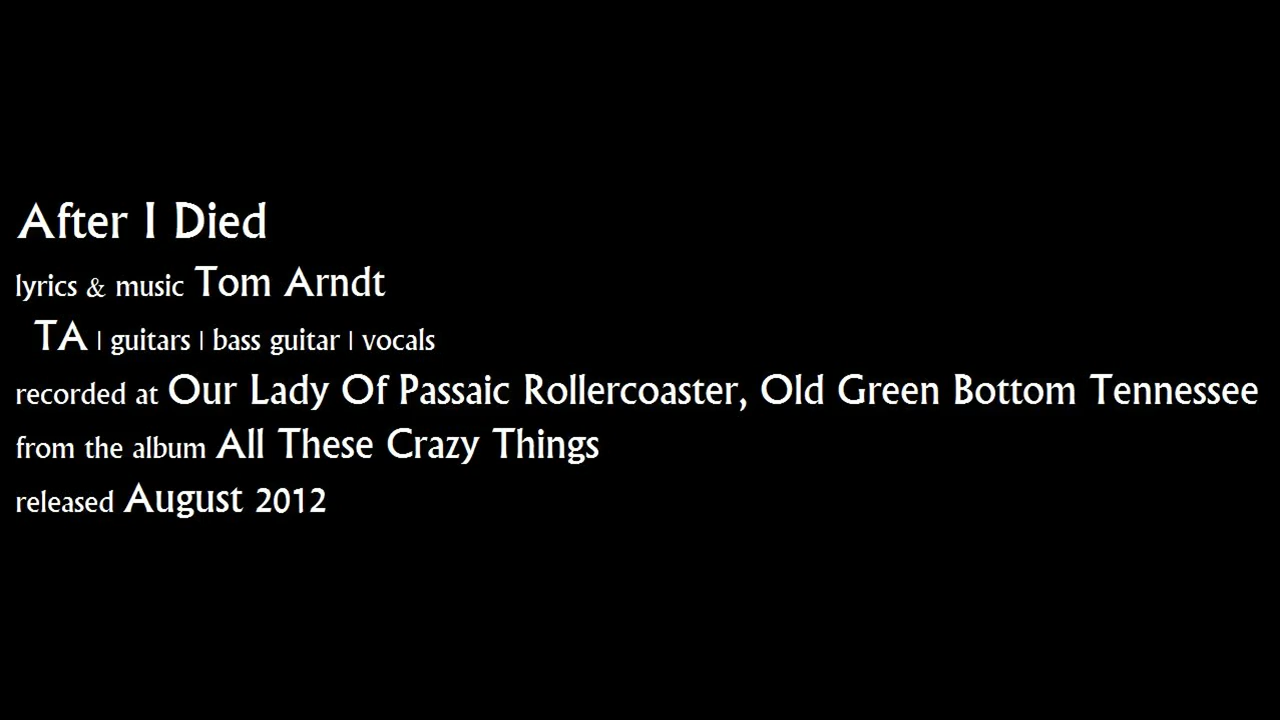 After I Died
lyrics & music Tom Arndt
TA | guitars | bass guitar | vocals
recorded at Our Lady Of Passaic Rollercoaster, Old Green Bottom Tennessee
from the album All These Crazy Things
released August 2012